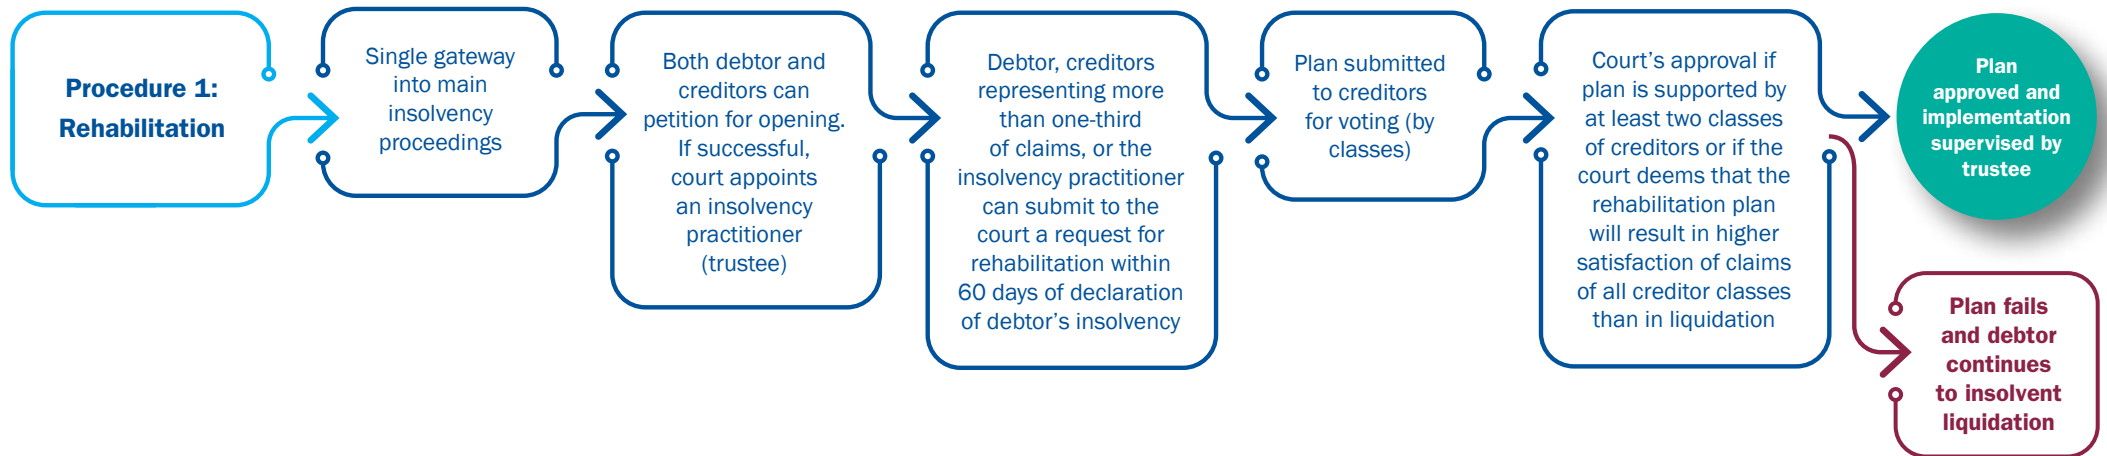 Procedure 1:
Rehabilitation
Single gateway
into main
insolvency
proceedings
Both debtor and
creditors can
petition for opening.
If successful,
court appoints
an insolvency
practitioner
(trustee)
Debtor, creditors
representing more
than one-third
of claims, or the
insolvency practitioner
can submit to the
court a request for
rehabilitation within
60 days of declaration
of debtor’s insolvency
Plan submitted
to creditors
for voting (by
classes)
Court’s approval if
plan is supported by
at least two classes
of creditors or if the
court deems that the
rehabilitation plan
will result in higher
satisfaction of claims
of all creditor classes
than in liquidation
Plan
approved and
implementation
supervised by
trustee
Plan fails
and debtor
continues
to insolvent
liquidation